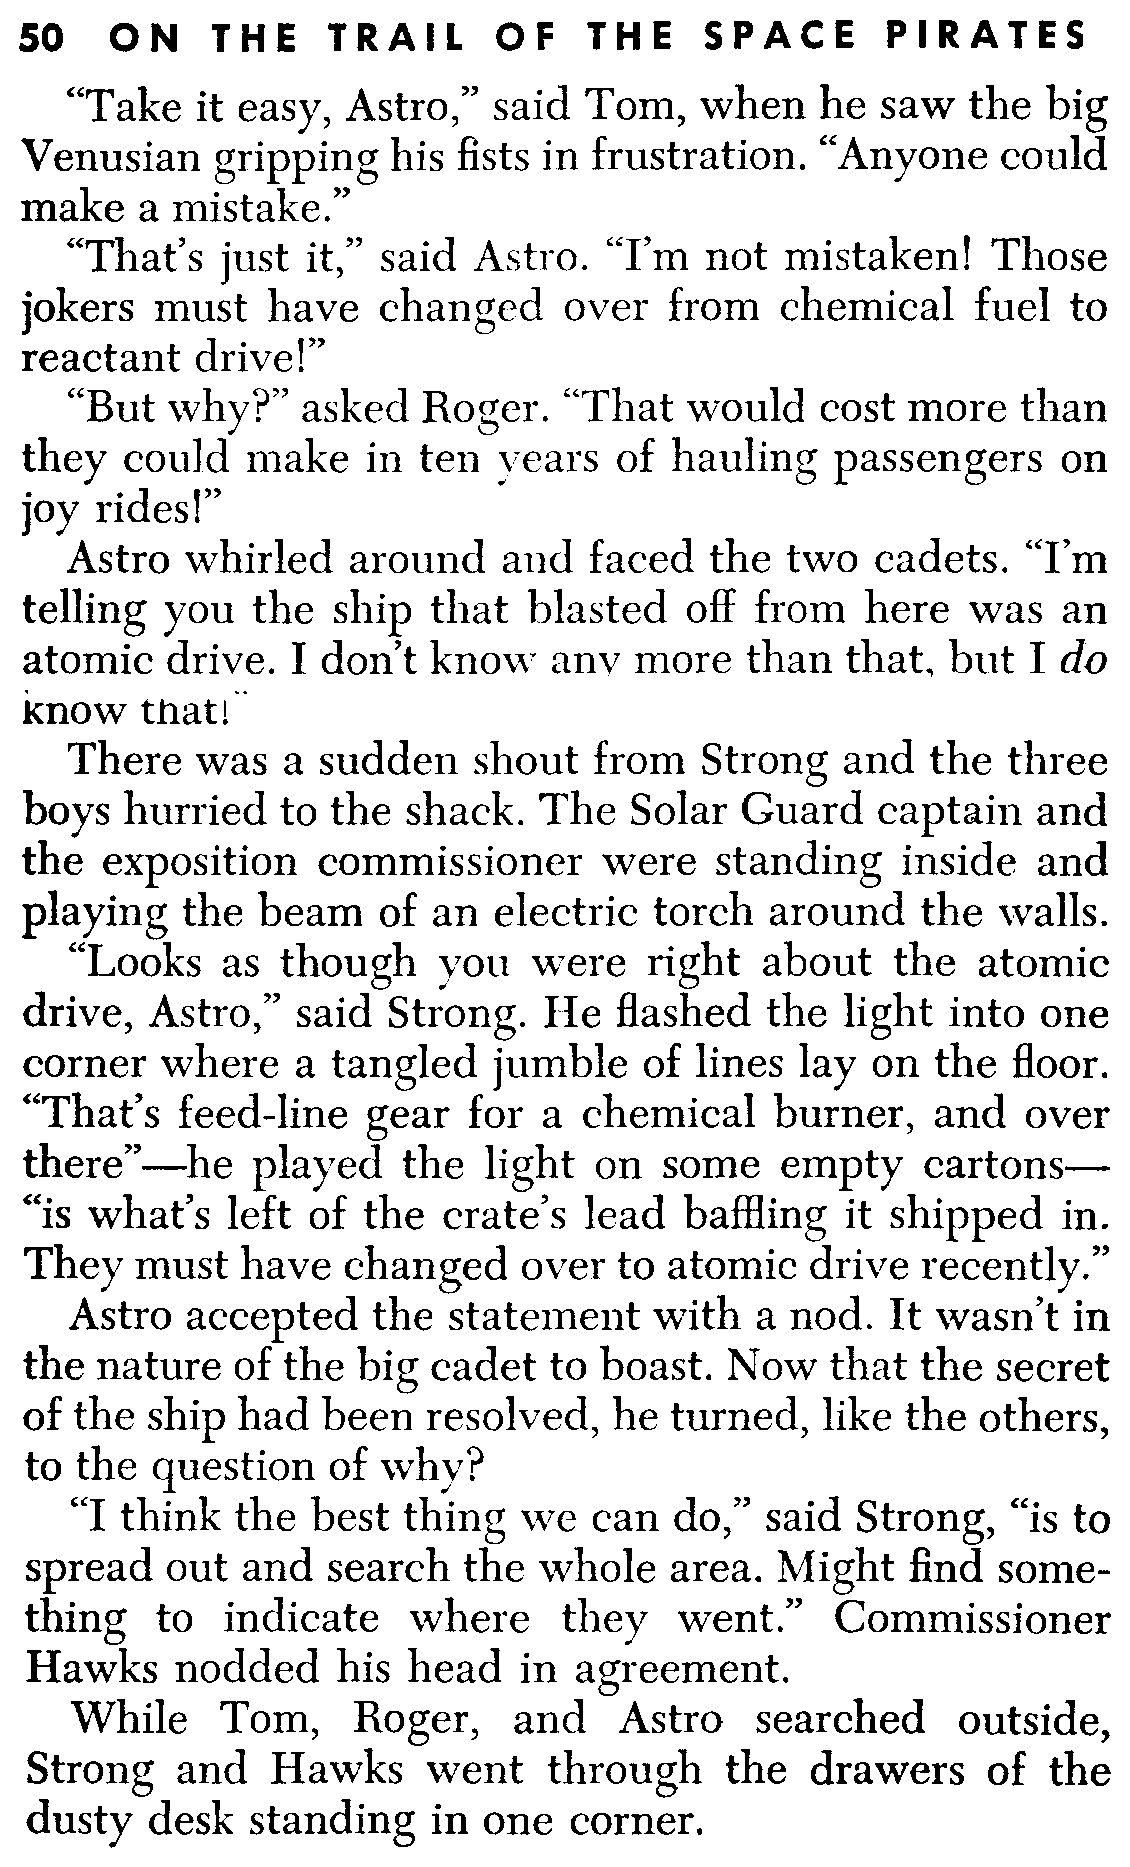 50 ON THE TRAIL OF THE SPACE PIRATES
“Take it easy, Astro,” said Tom, when he saw the big
Venusian gripping his fists in frustration. “Anyone could
make a mistake.”
“That’s just it,” said Astro. “I’m not mistaken! Those
jokers must have changed over from chemical fuel to
reactant drive!”
“But why?” asked Roger. “That would cost more than
they could make in ten years of hauling passengers on
joy rides!”
Astro whirled around and faced the two cadets. “I’m
telling you the ship that blasted off from here was an
atomic drive. I don’t know any more than that, but I do
know that!”
There was a sudden shout from Strong and the three
boys hurried to the shack. The Solar Guard captain and
the exposition commissioner were standing inside and
playing the beam of an electric torch around the walls.
“Looks as though you were right about the atomic
drive, Astro,” said Strong. He flashed the light into one
corner where a tangled jumble of lines lay on the floor.
“That’s feed-line gear for a chemical burner, and over
there”—he played the light on some empty cartons—
“is what’s left of the crate’s lead baffling it shipped in.
They must have changed over to atomic drive recently.”
Astro accepted the statement with a nod. It wasn’t in
the nature of the big cadet to boast. Now that the secret
of the ship had been resolved, he turned, like the others,
to the question of why?
“I think the best thing we can do,” said Strong, “is to
spread out and search the whole area. Might find some-
thing to indicate where they went.” Commissioner
Hawks nodded his head in agreement.
While Tom, Roger, and Astro searched outside,
Strong and Hawks went through the drawers of the
dusty desk standing in one corner.